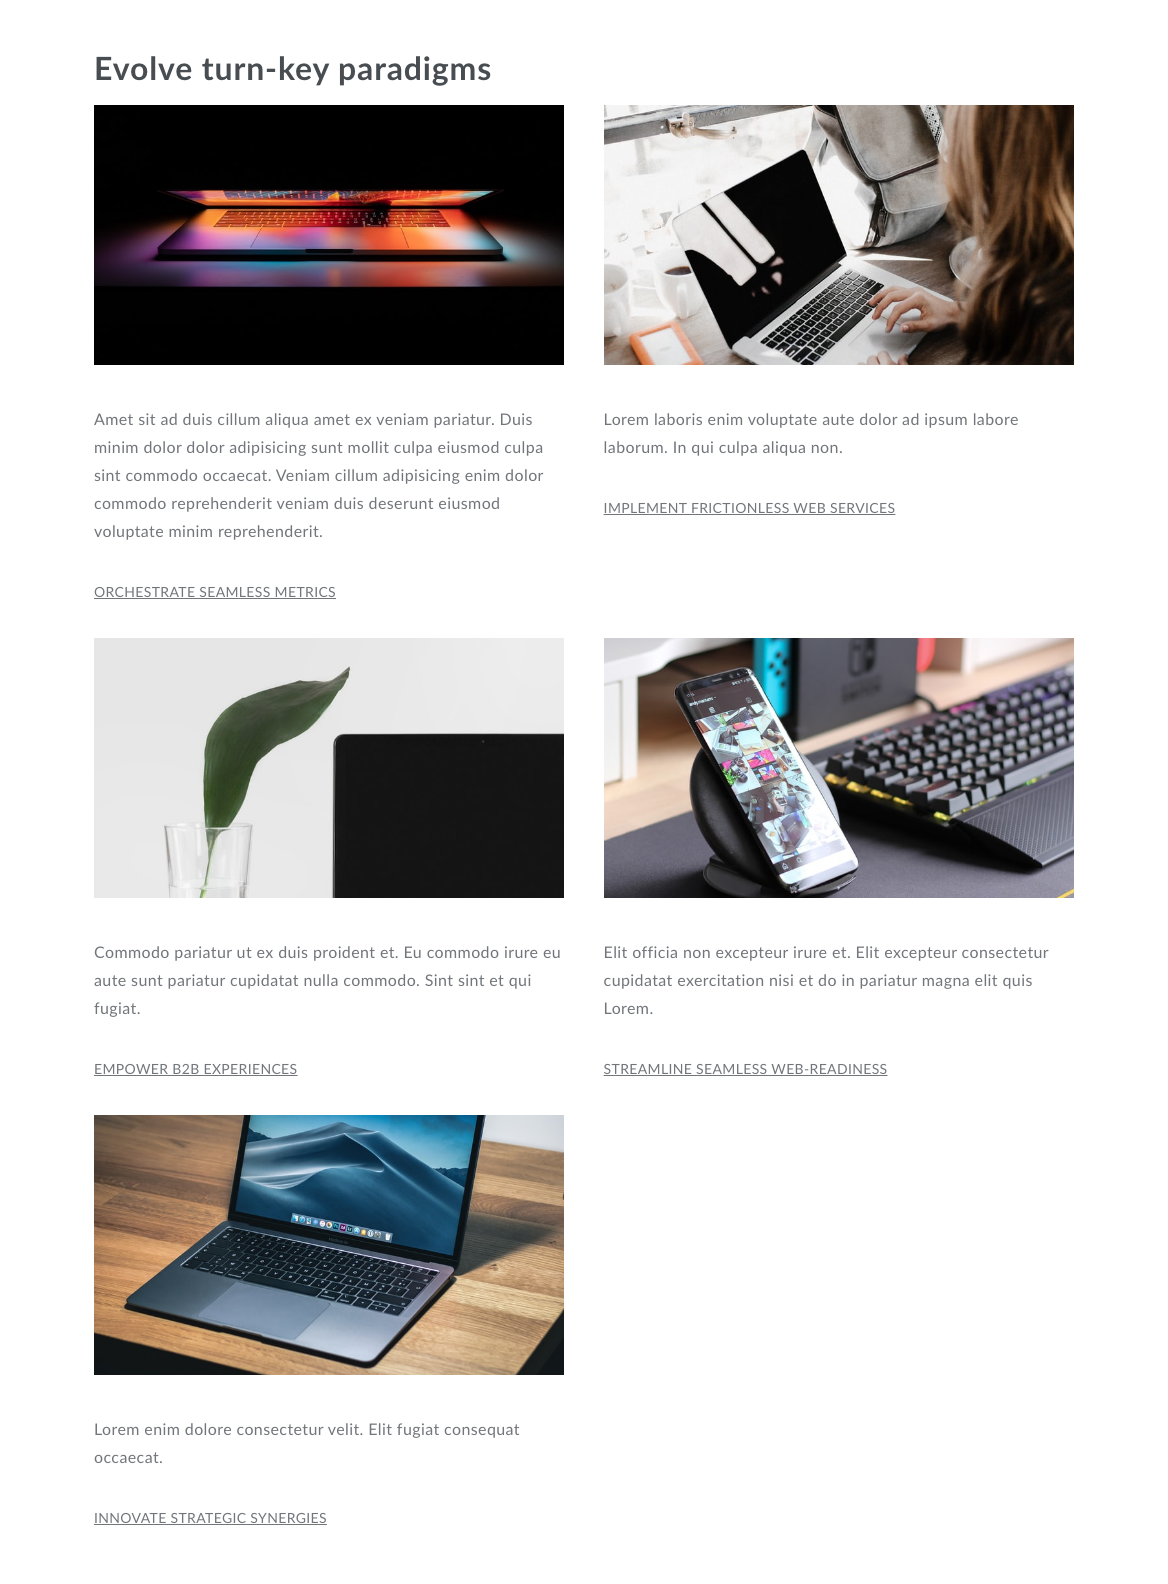 Evolve turn-key paradigms
Amet sit ad duis cillum aliqua amet ex veniam pariatur. Duis
minim dolor dolor adipisicing sunt mollit culpa eiusmod culpa
sint commodo occaecat. Veniam cillum adipisicing enim dolor
commodo reprehenderit veniam duis deserunt eiusmod
voluptate minim reprehenderit.
ORCHESTRATE SEAMLESS METRICS
Lorem laboris enim voluptate aute dolor ad ipsum labore
laborum. In qui culpa aliqua non.
IMPLEMENT FRICTIONLESS WEB SERVICES
Commodo pariatur ut ex duis proident et. Eu commodo irure eu
aute sunt pariatur cupidatat nulla commodo. Sint sint et qui
fugiat.
EMPOWER B2B EXPERIENCES
Elit officia non excepteur irure et. Elit excepteur consectetur
cupidatat exercitation nisi et do in pariatur magna elit quis
Lorem.
STREAMLINE SEAMLESS WEB-READINESS
Lorem enim dolore consectetur velit. Elit fugiat consequat
occaecat.
INNOVATE STRATEGIC SYNERGIES